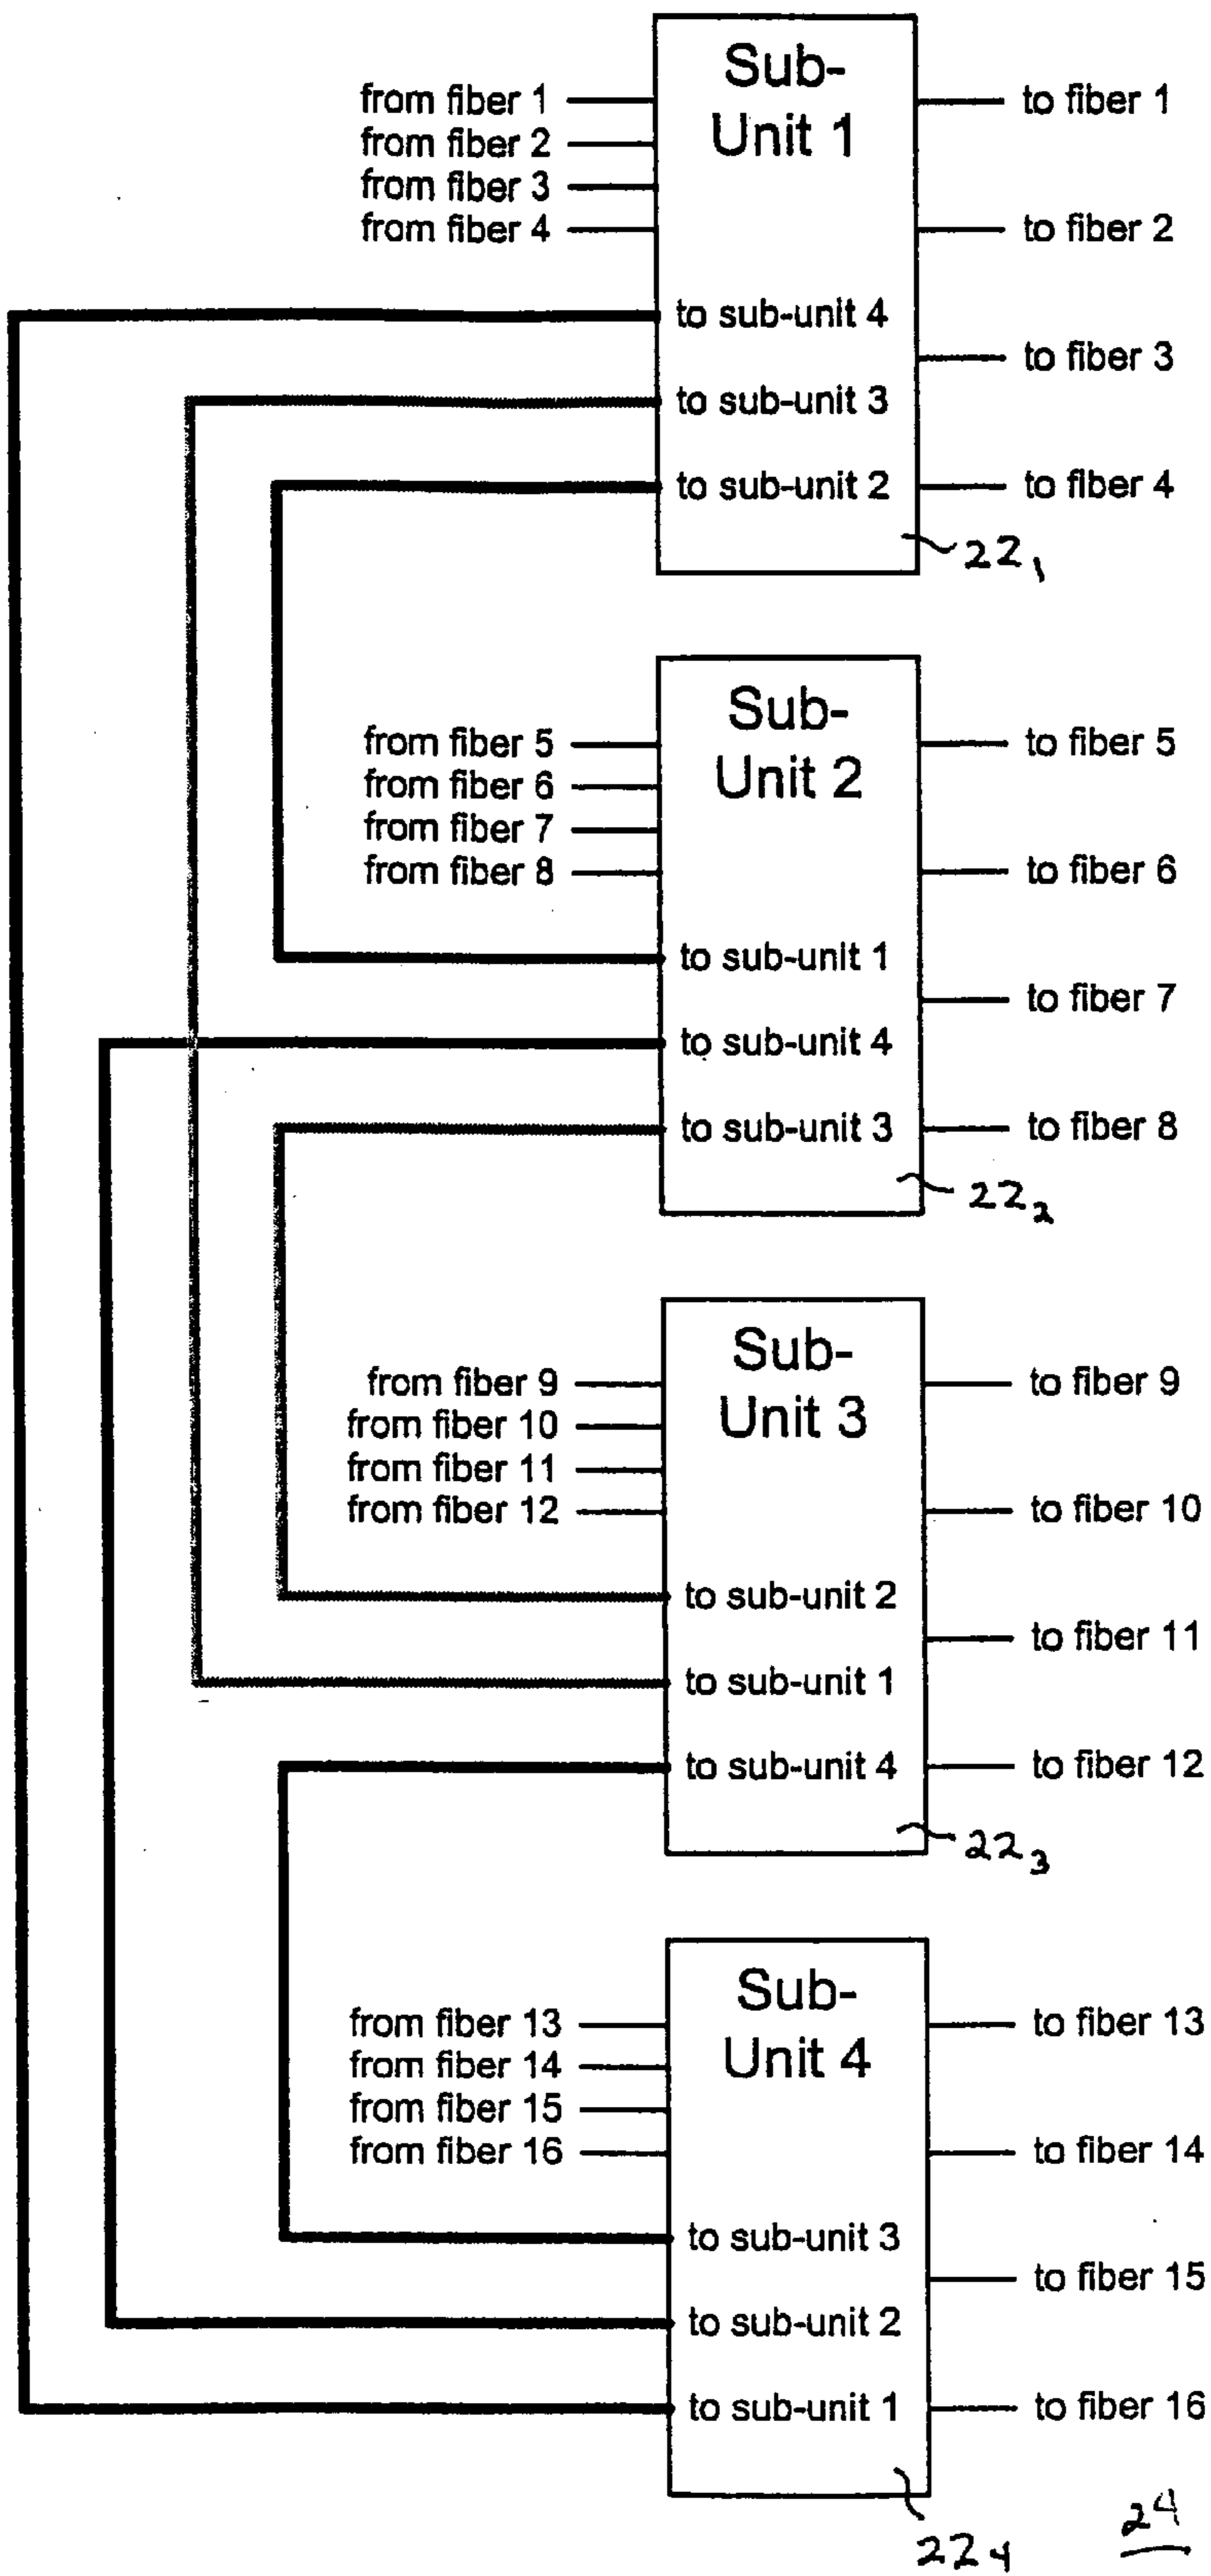 Sub-
Unit 1
from fiber 1
from fiber 2
from fiber 3
from fiber 4
to sub-unit 4
to sub-unit 3
to sub-unit 2
to fiber 1
to fiber 2
to fiber 3
to fiber 4
22₁
Sub-
Unit 2
from fiber 5
from fiber 6
from fiber 7
from fiber 8
to sub-unit 1
to sub-unit 4
to sub-unit 3
to fiber 5
to fiber 6
to fiber 7
to fiber 8
22₂
Sub-
Unit 3
from fiber 9
from fiber 10
from fiber 11
from fiber 12
to sub-unit 2
to sub-unit 1
to sub-unit 4
to fiber 9
to fiber 10
to fiber 11
to fiber 12
22₃
Sub-
Unit 4
from fiber 13
from fiber 14
from fiber 15
from fiber 16
to sub-unit 3
to sub-unit 2
to sub-unit 1
to fiber 13
to fiber 14
to fiber 15
to fiber 16
22₄
24